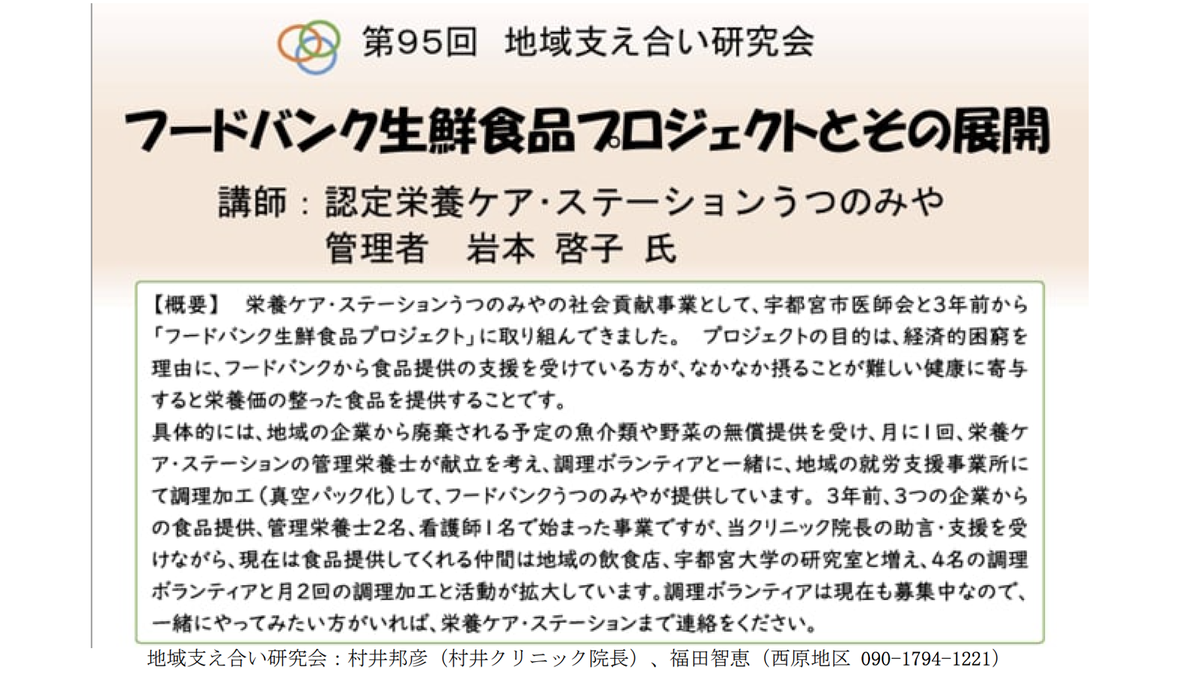 第95回　地域支え合い研究会
フードバンク生鮮食品プロジェクトとその展開
講師：認定栄養ケア・ステーションうつのみや
管理者　岩本 啓子 氏
【概要】　栄養ケア・ステーションうつのみやの社会貢献事業として、宇都宮市医師会と3年前から
「フードバンク生鮮食品プロジェクト」に取り組んできました。　プロジェクトの目的は、経済的困窮を
理由に、フードバンクから食品提供の支援を受けている方が、なかなか摂ることが難しい健康に寄与
すると栄養価の整った食品を提供することです。
具体的には、地域の企業から廃棄される予定の魚介類や野菜の無償提供を受け、月に1回、栄養ケ
ア・ステーションの管理栄養士が献立を考え、調理ボランティアと一緒に、地域の就労支援事業所に
て調理加工（真空パック化）して、フードバンクうつのみやが提供しています。3年前、3つの企業から
の食品提供、管理栄養士2名、看護師1名で始まった事業ですが、当クリニック院長の助言・支援を受
けながら、現在は食品提供してくれる仲間は地域の飲食店、宇都宮大学の研究室と増え、4名の調理
ボランティアと月2回の調理加工と活動が拡大しています。調理ボランティアは現在も募集中なので、
一緒にやってみたい方がいれば、栄養ケア・ステーションまで連絡をください。
地域支え合い研究会：村井邦彦（村井クリニック院長）、福田智恵（西原地区 090-1794-1221）